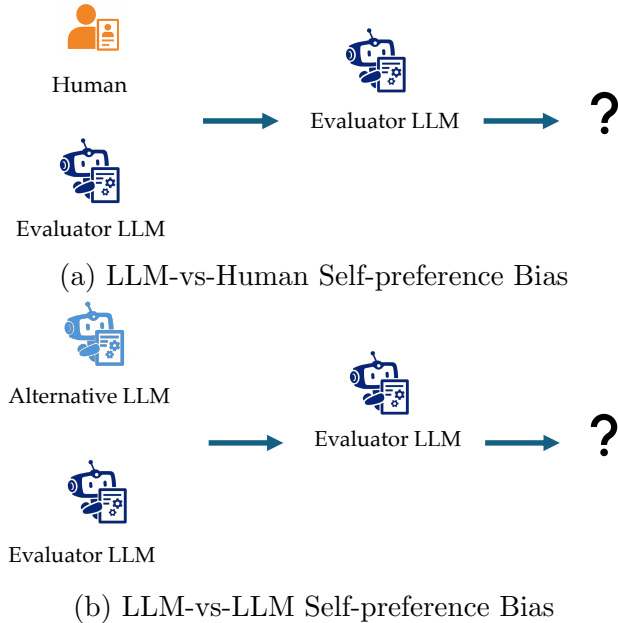 Human
Evaluator LLM
?
Evaluator LLM
(a) LLM-vs-Human Self-preference Bias
Alternative LLM
Evaluator LLM
?
Evaluator LLM
(b) LLM-vs-LLM Self-preference Bias